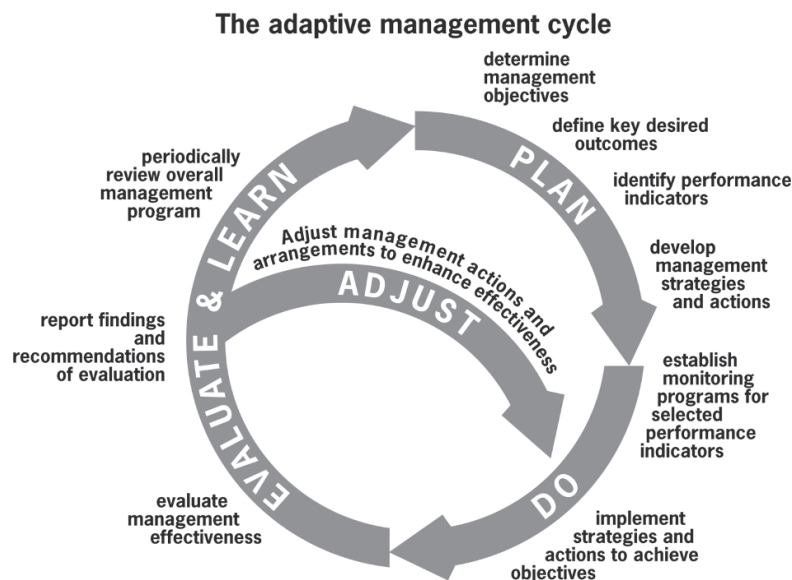 The adaptive management cycle
determine
management
objectives
define key desired
outcomes
identify performance
indicators
develop
management
strategies
and actions
PLAN
establish
monitoring
programs for
selected
performance
indicators
implement
strategies and
actions to achieve
objectives
DO
evaluate
management
effectiveness
report findings
and
recommendations
of evaluation
periodically
review overall
management
program
EVALUATE & LEARN
Adjust management actions and
arrangements to enhance effectiveness
ADJUST